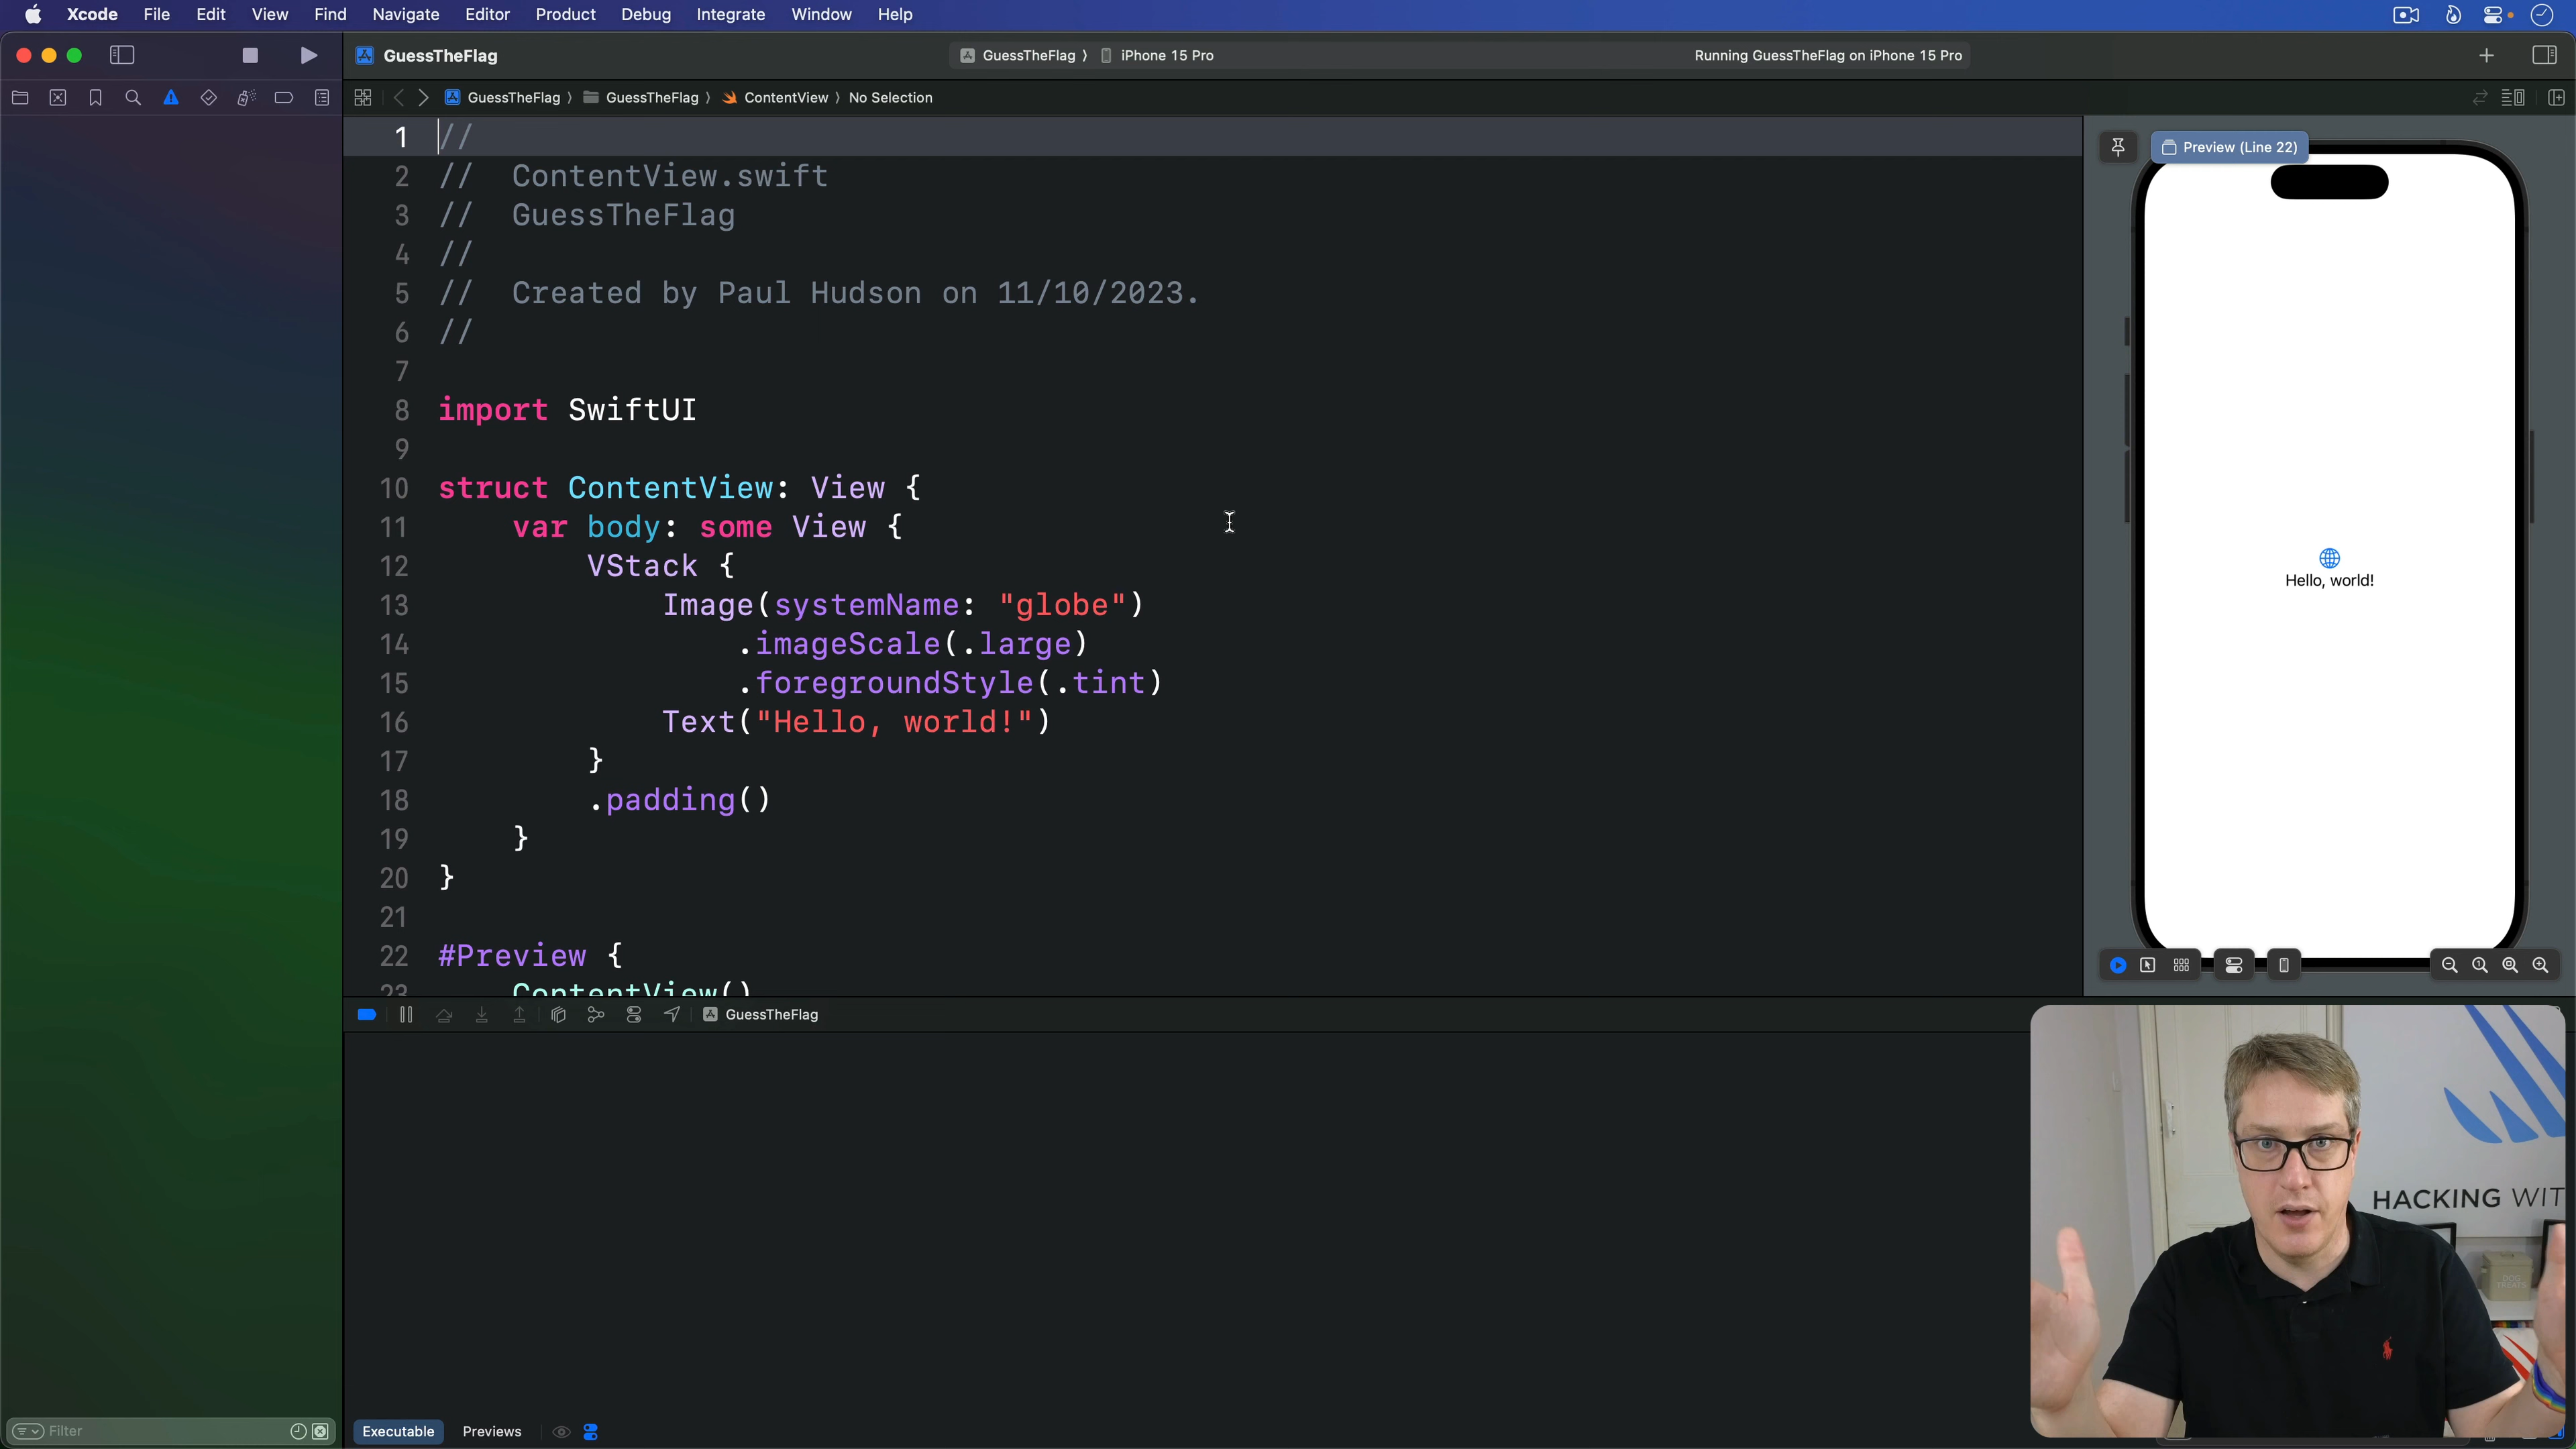 Xcode File Edit View Find Navigate Editor Product Debug Integrate Window Help
GuessTheFlag
GuessTheFlag ⟩ iPhone 15 Pro
Running GuessTheFlag on iPhone 15 Pro
GuessTheFlag ⟩ GuessTheFlag ⟩ ContentView ⟩ No Selection
1 //
2 //  ContentView.swift
3 //  GuessTheFlag
4 //
5 //  Created by Paul Hudson on 11/10/2023.
6 //
7
8 import SwiftUI
9
10 struct ContentView: View {
11     var body: some View {
12         VStack {
13             Image(systemName: "globe")
14                 .imageScale(.large)
15                 .foregroundStyle(.tint)
16             Text("Hello, world!")
17         }
18         .padding()
19     }
20 }
21
22 #Preview {
23     ContentView()
Preview (Line 22)
Hello, world!
GuessTheFlag
HACKING WIT
DOG
TREATS
Filter
Executable Previews